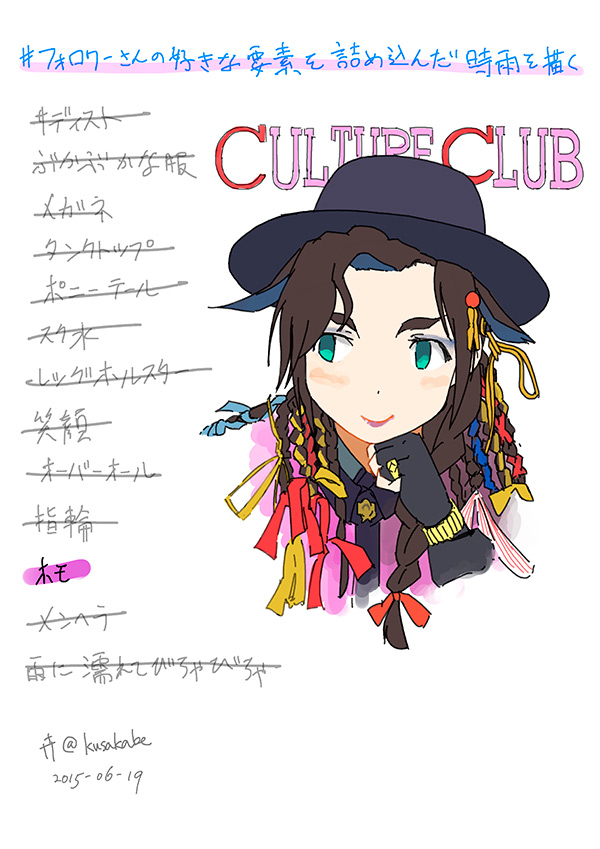 #フォロワーさんの好きな要素を詰め込んだ時雨を描く
CULTURE CLUB
#ディスト
ぶかぶかな服
メガネ
タンクトップ
ポニーテール
スク水
レッグホルスター
笑顔
オーバーオール
指輪
ホモ
メンヘラ
雨に濡れてびちゃびちゃ
@kusakabe
2015-06-19